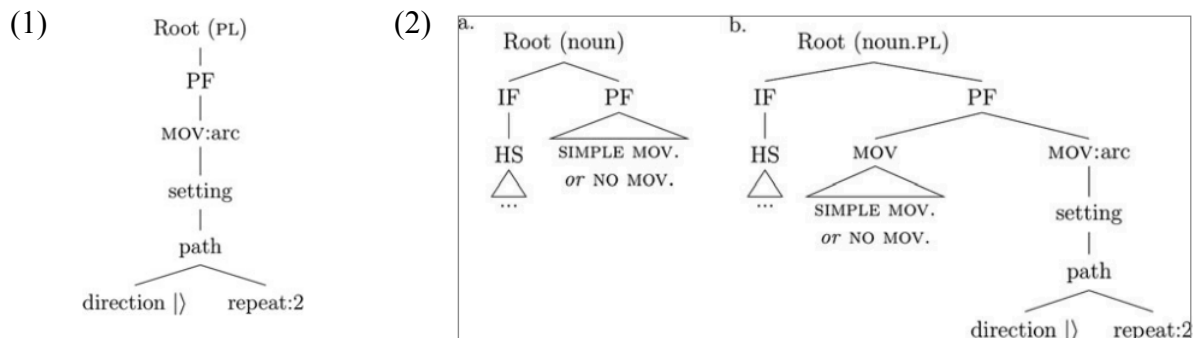 (1)
Root (PL)
PF
MOV:arc
setting
path
direction |⟩ repeat:2
(2)
a.
Root (noun)
IF PF
HS SIMPLE MOV.
or NO MOV.
...
b.
Root (noun.PL)
IF PF
HS MOV MOV:arc
... SIMPLE MOV. setting
or NO MOV.
path
direction |⟩ repeat:2